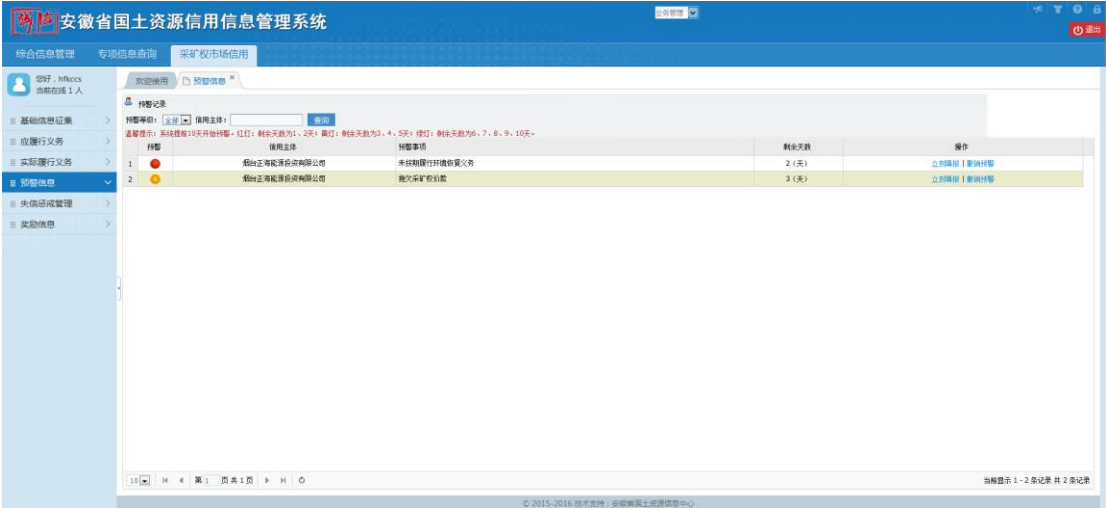 诚信 安徽省国土资源信用信息管理系统
业务管理
退出
综合信息管理 专项信息查询 采矿权市场信用
您好，hfkccs
当前在线 1 人
欢迎使用 预警信息 ×
预警记录
基础信息征集
应履行义务
实际履行义务
预警信息
失信惩戒管理
奖励信息
预警等级： 全部 信用主体： 查询
温馨提示：系统提前10天开始预警。红灯：剩余天数为1、2天；黄灯：剩余天数为3、4、5天；绿灯：剩余天数为6、7、8、9、10天。
预警 信用主体 预警事项 剩余天数 操作
1 烟台正海能源投资有限公司 未按期履行环境恢复义务 2（天） 立刻填报 | 撤销预警
2 烟台正海能源投资有限公司 拖欠采矿权价款 3（天） 立刻填报 | 撤销预警
10 第 1 页共1页 当前显示 1 - 2 条记录 共 2 条记录
© 2015-2016 技术支持：安徽省国土资源信息中心